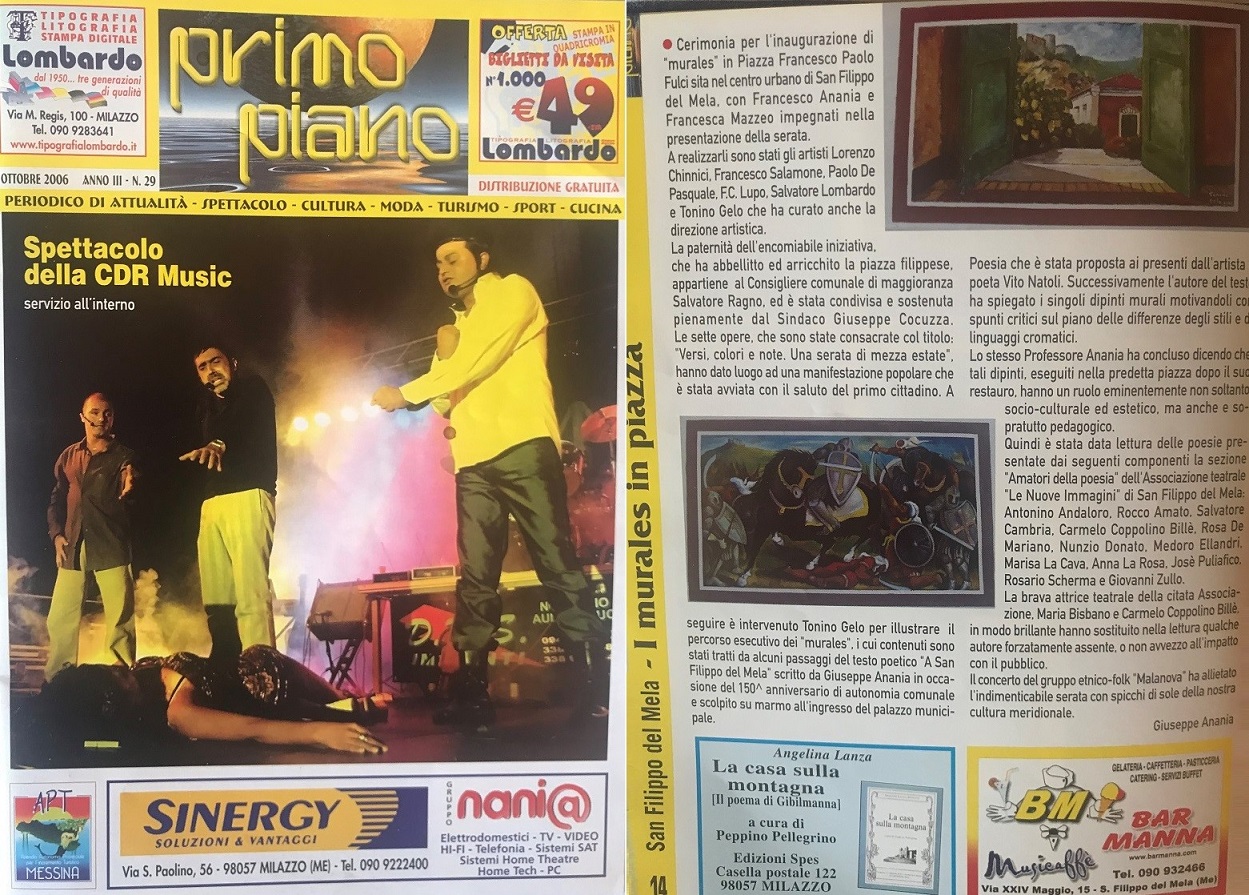 TIPOGRAFIA
LITOGRAFIA
STAMPA DIGITALE
Lombardo
dal 1950... tre generazioni
di qualità
Via M. Regis, 100 - MILAZZO
Tel. 090 9283641
www.tipografialombardo.it
primo
piano
OFFERTA
STAMPA IN
QUADRICROMIA
BIGLIETTI DA VISITA
N° 1.000
€ 49
TIPOGRAFIA LITOGRAFIA
Lombardo
OTTOBRE 2006 ANNO III - N. 29
DISTRIBUZIONE GRATUITA
PERIODICO DI ATTUALITÀ - SPETTACOLO - CULTURA - MODA - TURISMO - SPORT - CUCINA
Spettacolo
della CDR Music
servizio all'interno
APT
MESSINA
SINERGY
SOLUZIONI & VANTAGGI
Via S. Paolino, 56 - 98057 MILAZZO (ME) - Tel. 090 9222400
GRUPPO
nani@
Elettrodomestici - TV - VIDEO
HI-FI - Telefonia - Sistemi SAT
Sistemi Home Theatre
Home Tech - PC
San Filippo del Mela - I murales in piazza
14
• Cerimonia per l'inaugurazione di
"murales" in Piazza Francesco Paolo
Fulci sita nel centro urbano di San Filippo
del Mela, con Francesco Anania e
Francesca Mazzeo impegnati nella
presentazione della serata.
A realizzarli sono stati gli artisti Lorenzo
Chinnici, Francesco Salamone, Paolo De
Pasquale, F.C. Lupo, Salvatore Lombardo
e Tonino Gelo che ha curato anche la
direzione artistica.
La paternità dell'encomiabile iniziativa,
che ha abbellito ed arricchito la piazza filippese,
appartiene al Consigliere comunale di maggioranza
Salvatore Ragno, ed è stata condivisa e sostenuta
pienamente dal Sindaco Giuseppe Cocuzza.
Le sette opere, che sono state consacrate col titolo:
"Versi, colori e note. Una serata di mezza estate",
hanno dato luogo ad una manifestazione popolare che
è stata avviata con il saluto del primo cittadino. A
seguire è intervenuto Tonino Gelo per illustrare il
percorso esecutivo dei "murales", i cui contenuti sono
stati tratti da alcuni passaggi del testo poetico "A San
Filippo del Mela" scritto da Giuseppe Anania in occa-
sione del 150^ anniversario di autonomia comunale
e scolpito su marmo all'ingresso del palazzo munici-
pale.
Poesia che è stata proposta ai presenti dall'artista
poeta Vito Natoli. Successivamente l'autore del test
ha spiegato i singoli dipinti murali motivandoli co
spunti critici sul piano delle differenze degli stili e d
linguaggi cromatici.
Lo stesso Professore Anania ha concluso dicendo che
tali dipinti, eseguiti nella predetta piazza dopo il suo
restauro, hanno un ruolo eminentemente non soltanto
socio-culturale ed estetico, ma anche e so-
pratutto pedagogico.
Quindi è stata data lettura delle poesie pre-
sentate dai seguenti componenti la sezione
"Amatori della poesia" dell'Associazione teatrale
"Le Nuove Immagini" di San Filippo del Mela:
Antonino Andaloro, Rocco Amato, Salvatore
Cambria, Carmelo Coppolino Billè, Rosa De
Mariano, Nunzio Donato, Medoro Ellandri,
Marisa La Cava, Anna La Rosa, Josè Puliafico,
Rosario Scherma e Giovanni Zullo.
La brava attrice teatrale della citata Associa-
zione, Maria Bisbano e Carmelo Coppolino Billè,
in modo brillante hanno sostituito nella lettura qualche
autore forzatamente assente, o non avvezzo all'impatto
con il pubblico.
Il concerto del gruppo etnico-folk "Malanova" ha allietato
l'indimenticabile serata con spicchi di sole della nostra
cultura meridionale.
Giuseppe Anania
Angelina Lanza
La casa sulla
montagna
[Il poema di Gibilmanna]
a cura di
Peppino Pellegrino
Edizioni Spes
Casella postale 122
98057 MILAZZO
La casa
sulla montagna
GELATERIA - CAFFETTERIA - PASTICCERIA
CATERING - SERVIZI BUFFET
BM
BAR
MANNA
www.barmanna.com
Musicaffè
Tel. 090 932466
Via XXIV Maggio, 15 - S. Filippo del Mela (Me)